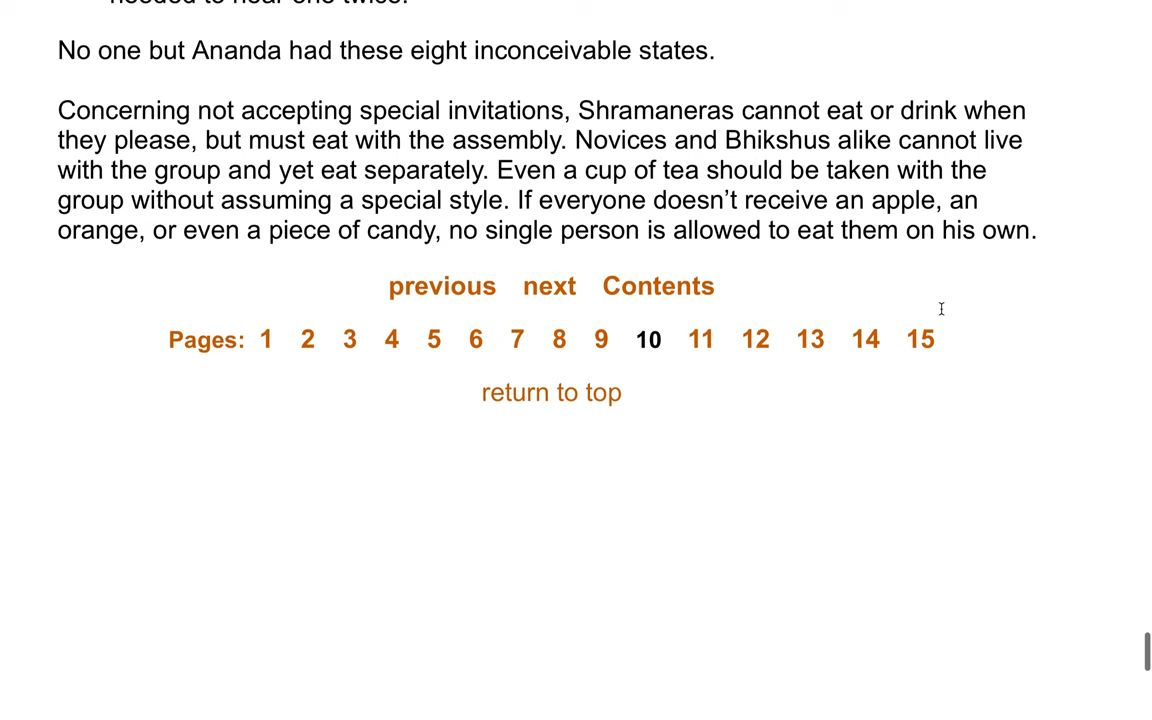 needed to hear one twice.
No one but Ananda had these eight inconceivable states.
Concerning not accepting special invitations, Shramaneras cannot eat or drink when
they please, but must eat with the assembly. Novices and Bhikshus alike cannot live
with the group and yet eat separately. Even a cup of tea should be taken with the
group without assuming a special style. If everyone doesn’t receive an apple, an
orange, or even a piece of candy, no single person is allowed to eat them on his own.
previous next Contents
Pages: 1 2 3 4 5 6 7 8 9 10 11 12 13 14 15
return to top